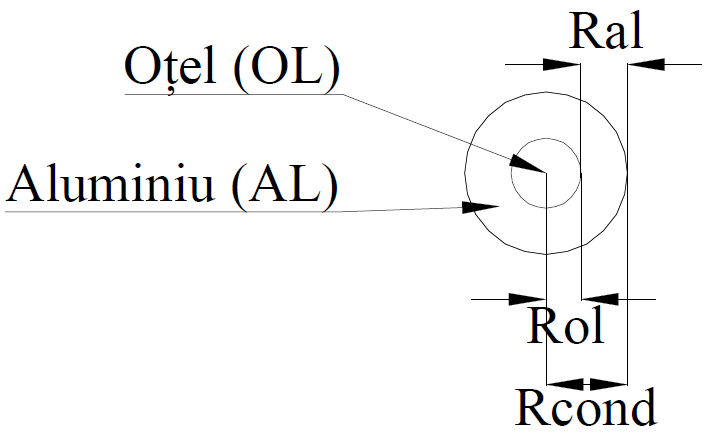 Ral
Oțel (OL)
Aluminiu (AL)
Rol
Rcond